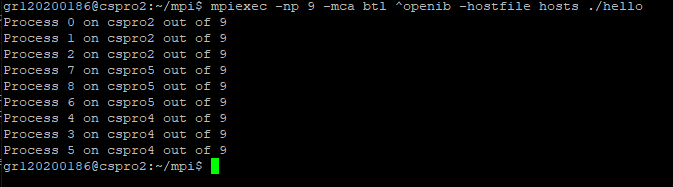 gr120200186@cspro2:~/mpi$ mpiexec -np 9 -mca btl ^openib -hostfile hosts ./hello
Process 0 on cspro2 out of 9
Process 1 on cspro2 out of 9
Process 2 on cspro2 out of 9
Process 7 on cspro5 out of 9
Process 8 on cspro5 out of 9
Process 6 on cspro5 out of 9
Process 4 on cspro4 out of 9
Process 3 on cspro4 out of 9
Process 5 on cspro4 out of 9
gr120200186@cspro2:~/mpi$